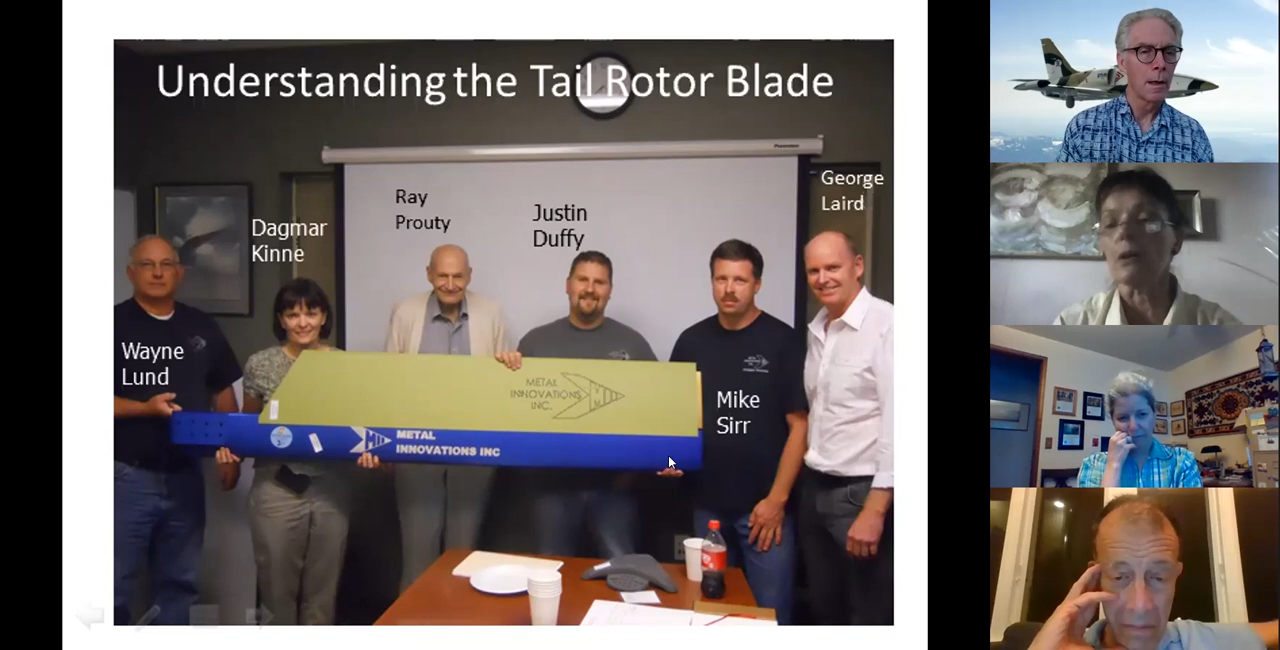 Understanding the Tail Rotor Blade
George
Laird
Ray
Prouty
Justin
Duffy
Dagmar
Kinne
Wayne
Lund
METAL
INNOVATIONS
INC.
Mike
Sirr
METAL
INNOVATIONS INC